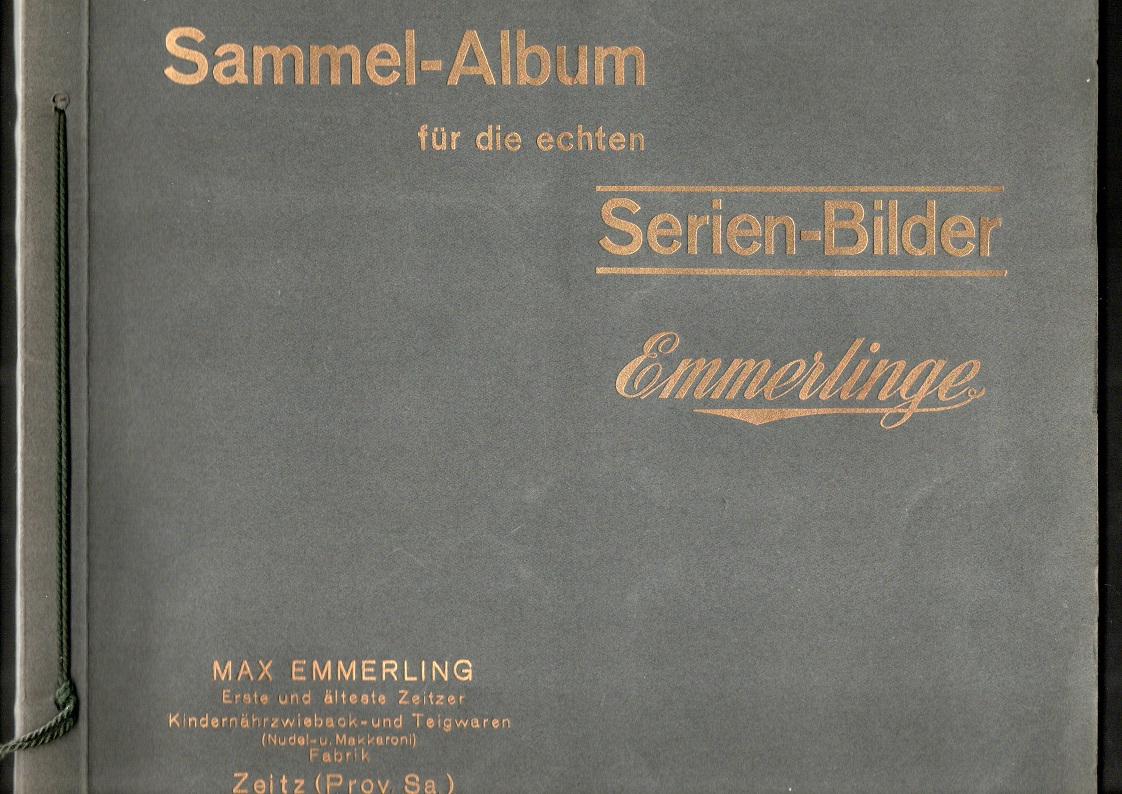 Sammel-Album
für die echten
Serien-Bilder
Emmerlinge
MAX EMMERLING
Erste und älteste Zeitzer
Kindernährzwieback-und Teigwaren
(Nudel-u. Makkaroni)
Fabrik
Zeitz (Prov. Sa.)